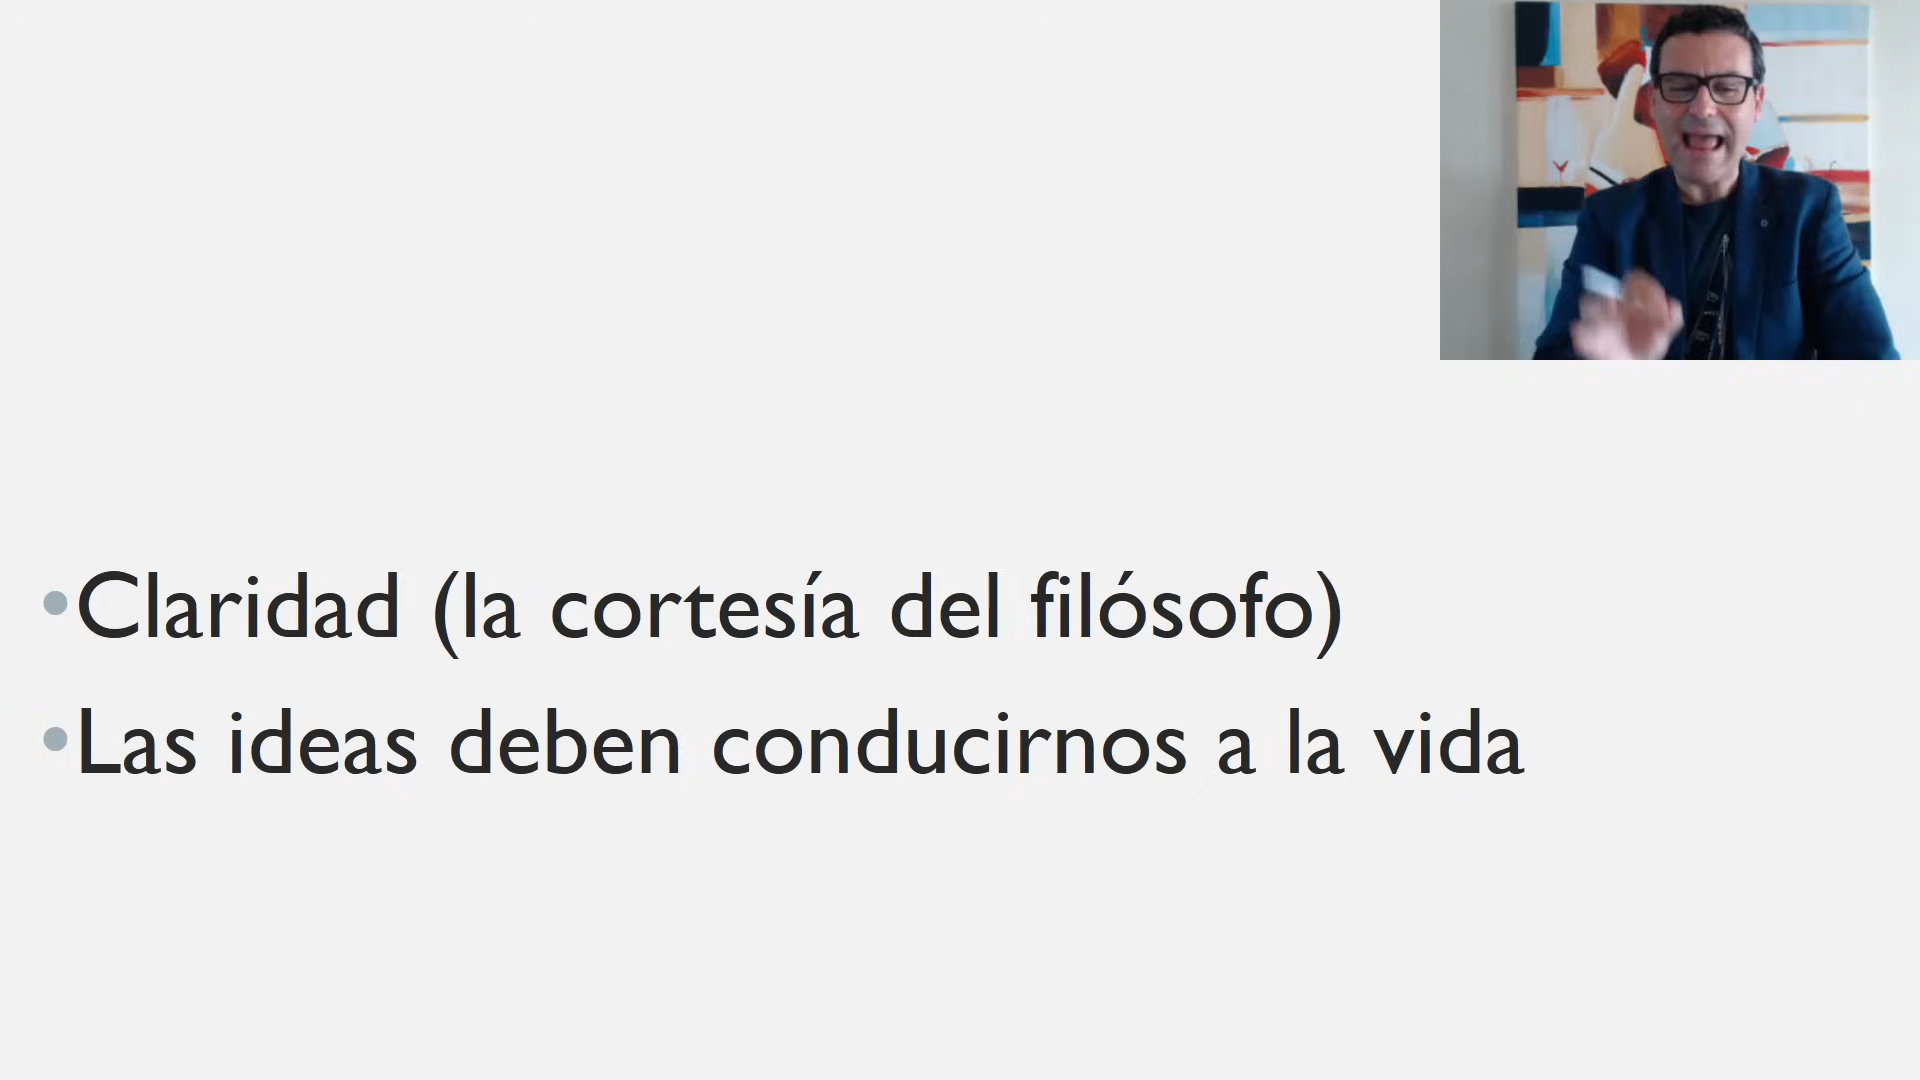 •Claridad (la cortesía del filósofo)
•Las ideas deben conducirnos a la vida